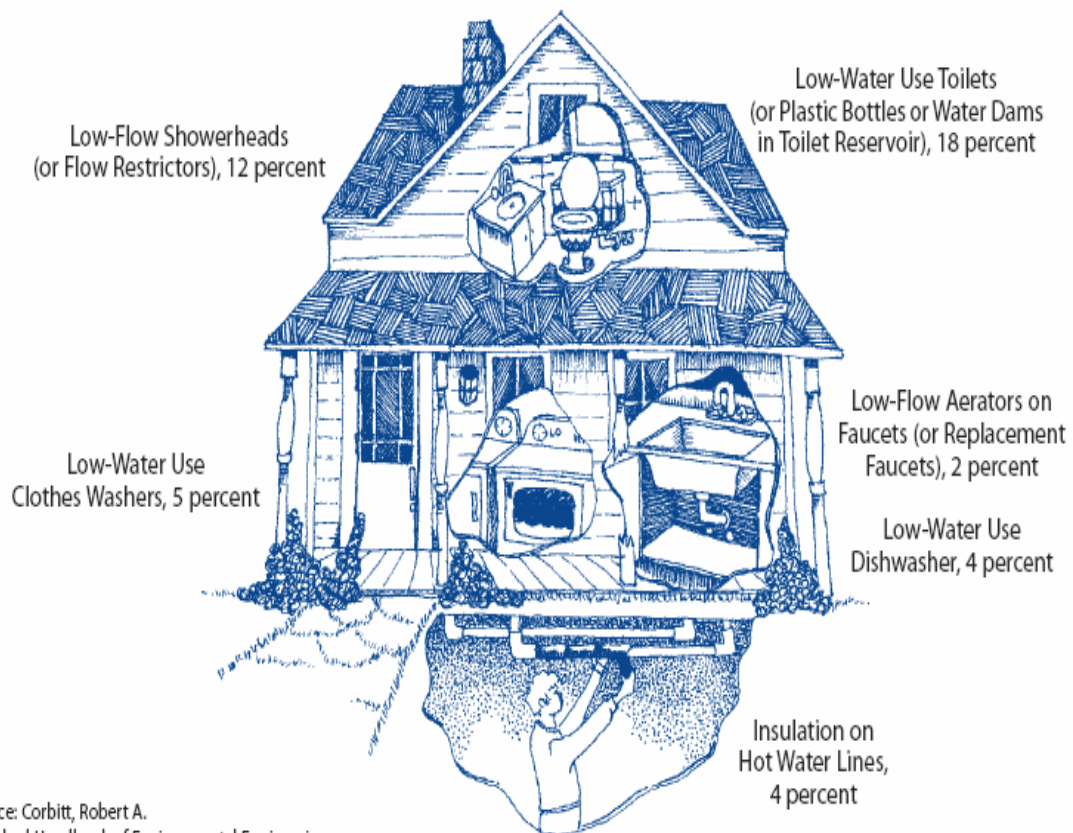 Low-Water Use Toilets
(or Plastic Bottles or Water Dams
in Toilet Reservoir), 18 percent
Low-Flow Showerheads
(or Flow Restrictors), 12 percent
Low-Flow Aerators on
Faucets (or Replacement
Faucets), 2 percent
Low-Water Use
Clothes Washers, 5 percent
Low-Water Use
Dishwasher, 4 percent
Insulation on
Hot Water Lines,
4 percent
ce: Corbitt, Robert A.